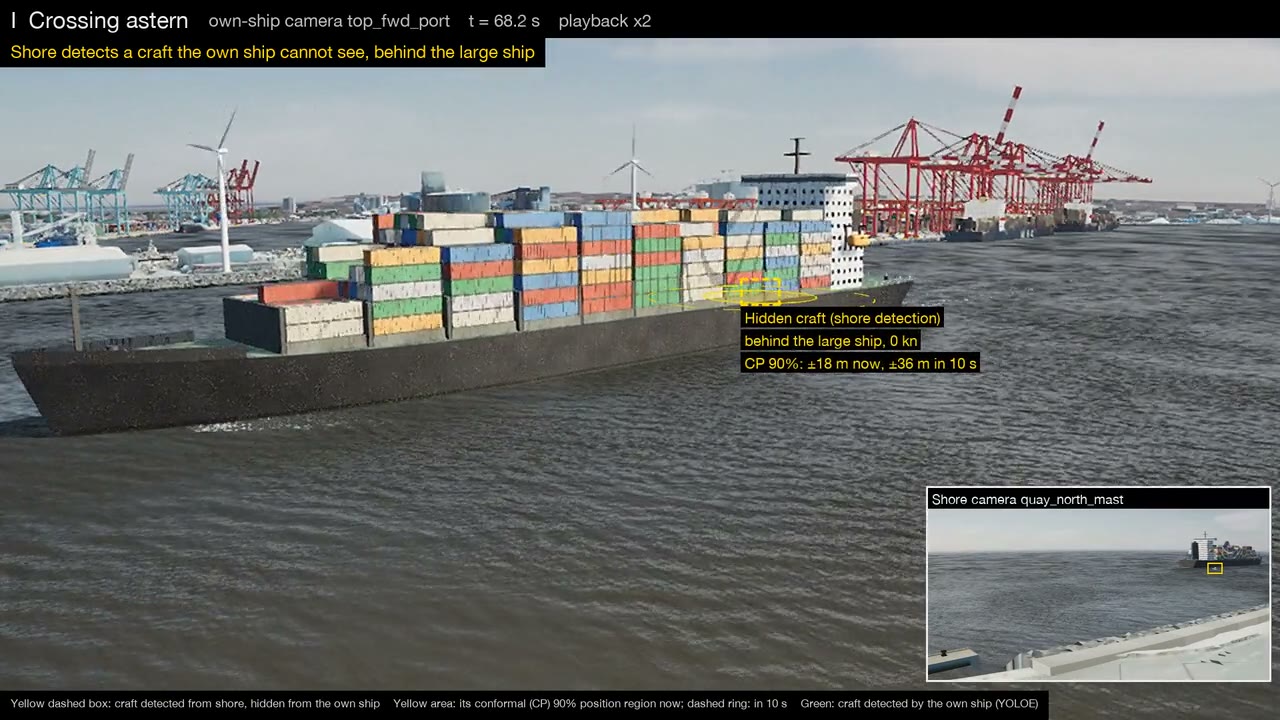 I Crossing astern own-ship camera top_fwd_port t = 68.2 s playback x2
Shore detects a craft the own ship cannot see, behind the large ship
Hidden craft (shore detection)
behind the large ship, 0 kn
CP 90%: ±18 m now, ±36 m in 10 s
Shore camera quay_north_mast
Yellow dashed box: craft detected from shore, hidden from the own ship Yellow area: its conformal (CP) 90% position region now; dashed ring: in 10 s Green: craft detected by the own ship (YOLOE)